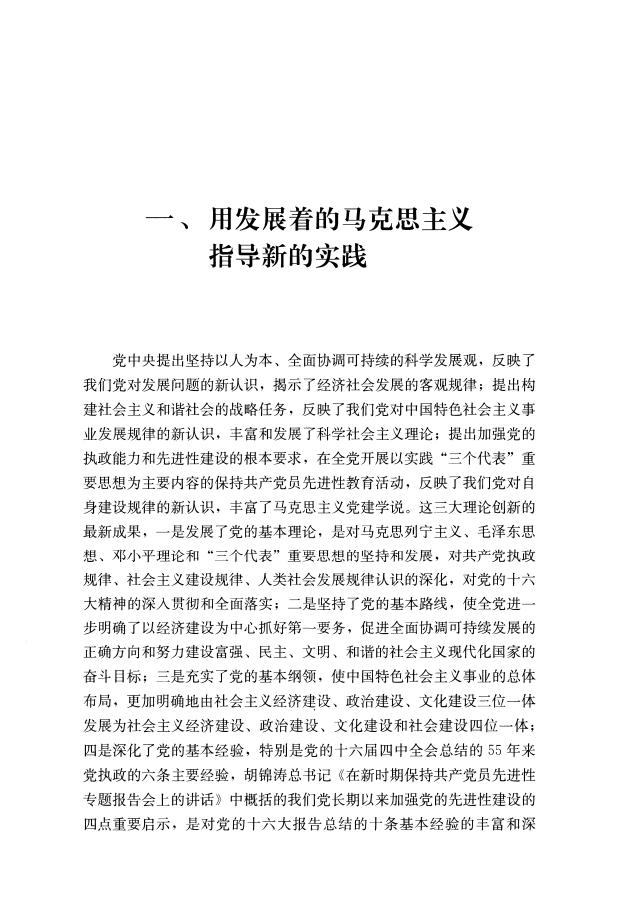 一、用发展着的马克思主义
指导新的实践
党中央提出坚持以人为本、全面协调可持续的科学发展观，反映了
我们党对发展问题的新认识，揭示了经济社会发展的客观规律；提出构
建社会主义和谐社会的战略任务，反映了我们党对中国特色社会主义事
业发展规律的新认识，丰富和发展了科学社会主义理论；提出加强党的
执政能力和先进性建设的根本要求，在全党开展以实践“三个代表”重
要思想为主要内容的保持共产党员先进性教育活动，反映了我们党对自
身建设规律的新认识，丰富了马克思主义党建学说。这三大理论创新的
最新成果，一是发展了党的基本理论，是对马克思列宁主义、毛泽东思
想、邓小平理论和“三个代表”重要思想的坚持和发展，对共产党执政
规律、社会主义建设规律、人类社会发展规律认识的深化，对党的十六
大精神的深入贯彻和全面落实；二是坚持了党的基本路线，使全党进一
步明确了以经济建设为中心抓好第一要务，促进全面协调可持续发展的
正确方向和努力建设富强、民主、文明、和谐的社会主义现代化国家的
奋斗目标；三是充实了党的基本纲领，使中国特色社会主义事业的总体
布局，更加明确地由社会主义经济建设、政治建设、文化建设三位一体
发展为社会主义经济建设、政治建设、文化建设和社会建设四位一体；
四是深化了党的基本经验，特别是党的十六届四中全会总结的 55 年来
党执政的六条主要经验，胡锦涛总书记《在新时期保持共产党员先进性
专题报告会上的讲话》中概括的我们党长期以来加强党的先进性建设的
四点重要启示，是对党的十六大报告总结的十条基本经验的丰富和深